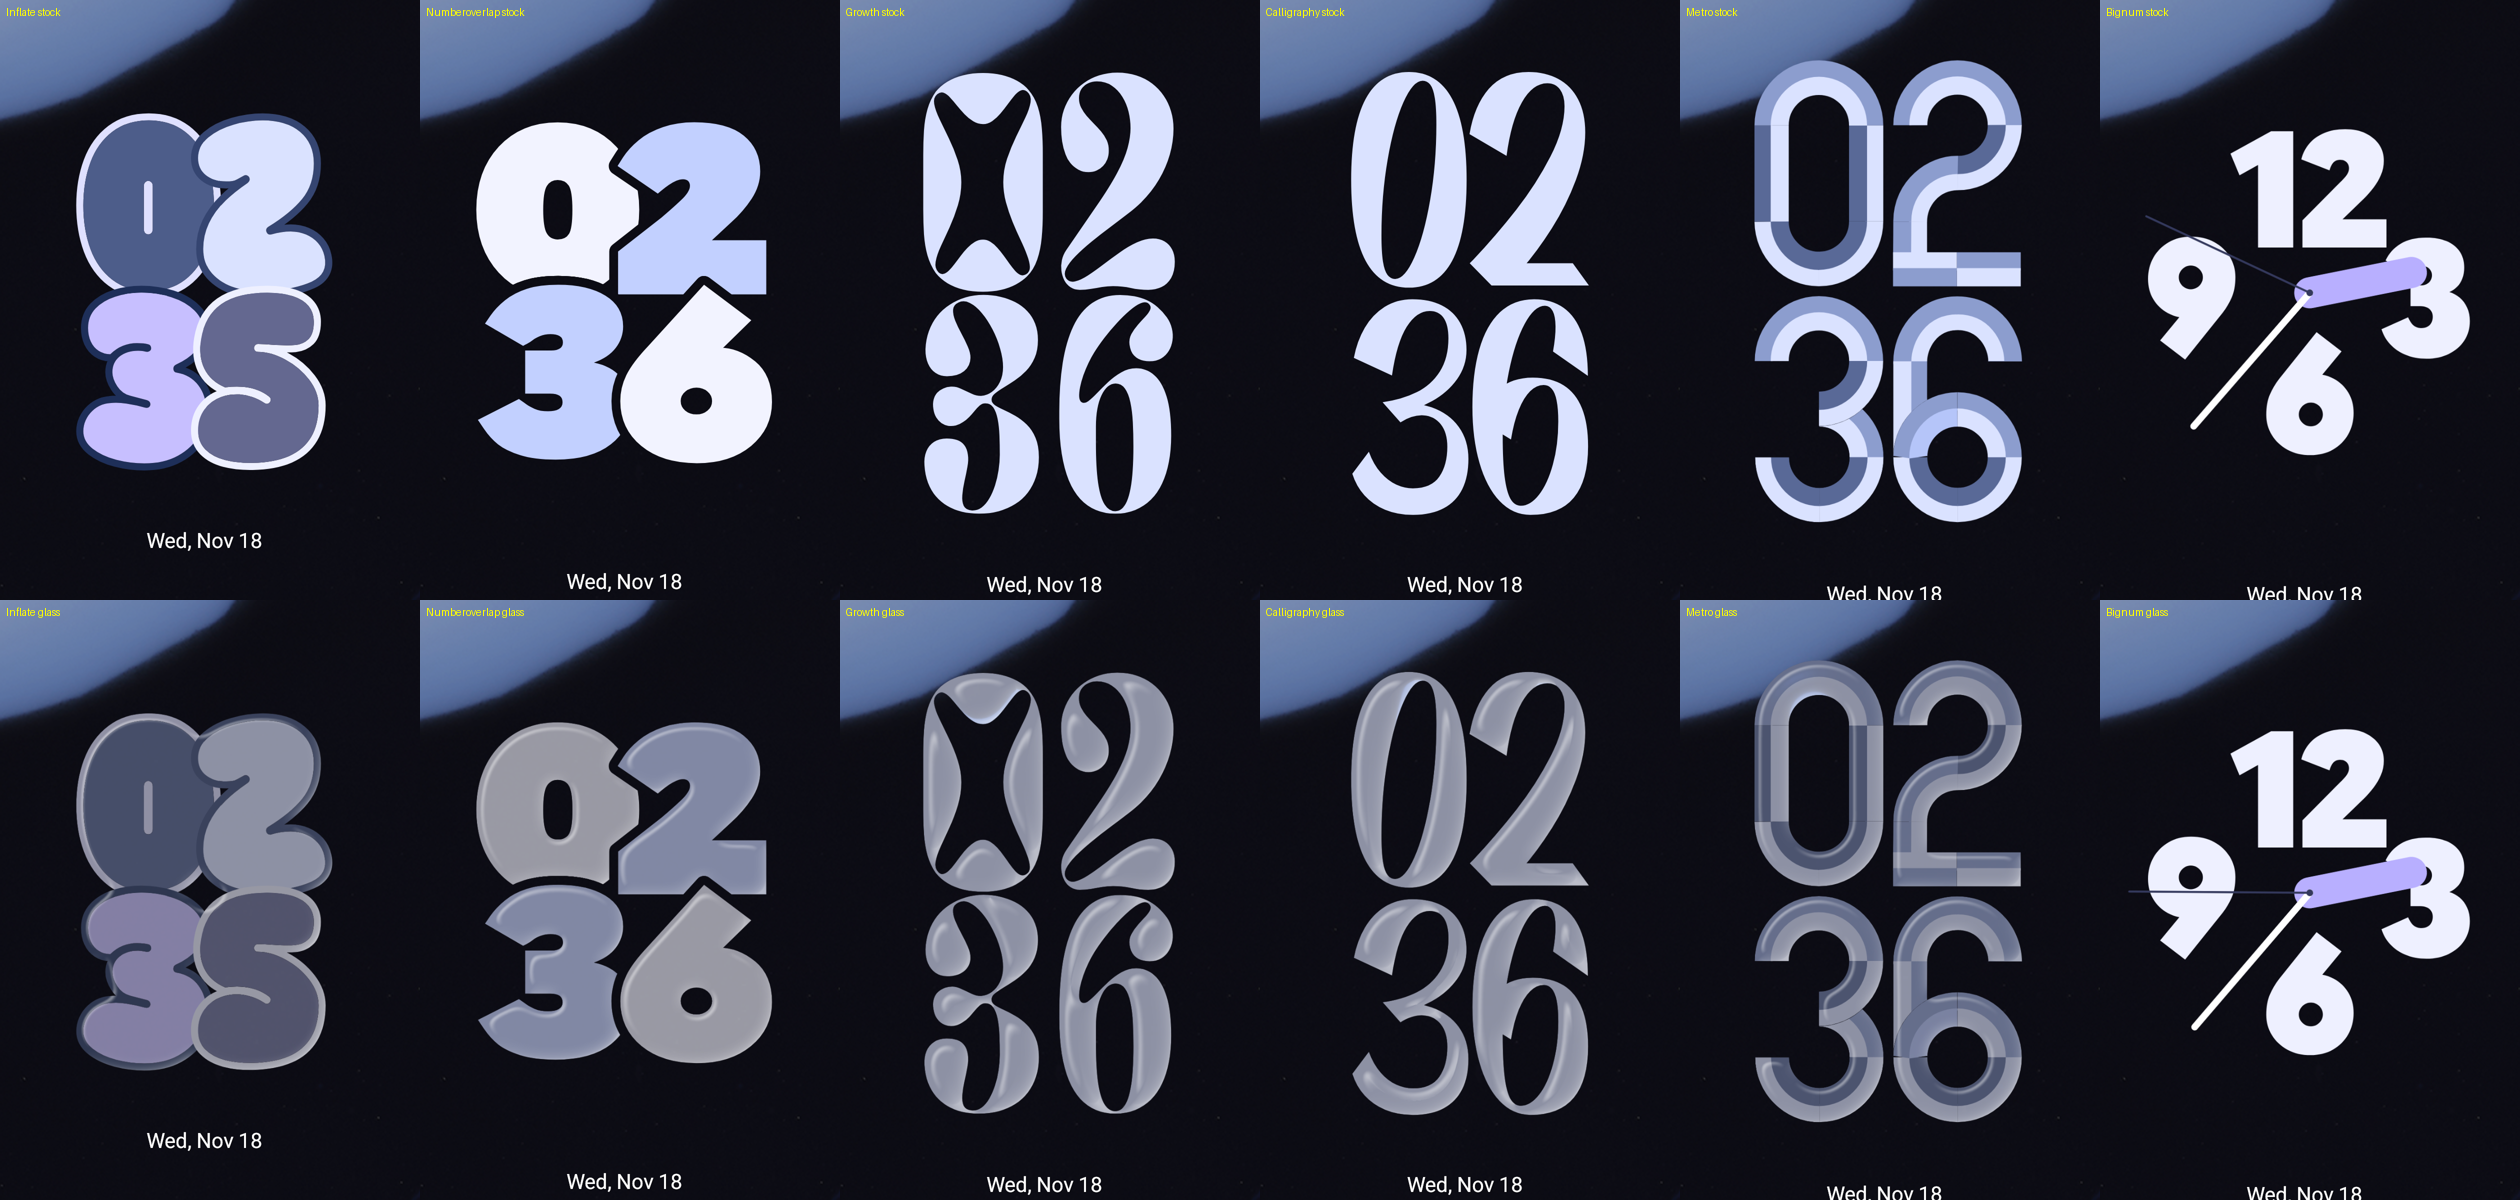 Inflate stock
Numberoverlap stock
Growth stock
Calligraphy stock
Metro stock
Bignum stock
02
35
Wed, Nov 18
02
36
Wed, Nov 18
02
36
Wed, Nov 18
02
36
Wed, Nov 18
02
36
Wed, Nov 18
12
9
3
6
Wed, Nov 18
Inflate glass
Numberoverlap glass
Growth glass
Calligraphy glass
Metro glass
Bignum glass
02
35
Wed, Nov 18
02
36
Wed, Nov 18
02
36
Wed, Nov 18
02
36
Wed, Nov 18
02
36
Wed, Nov 18
12
9
3
6
Wed, Nov 18